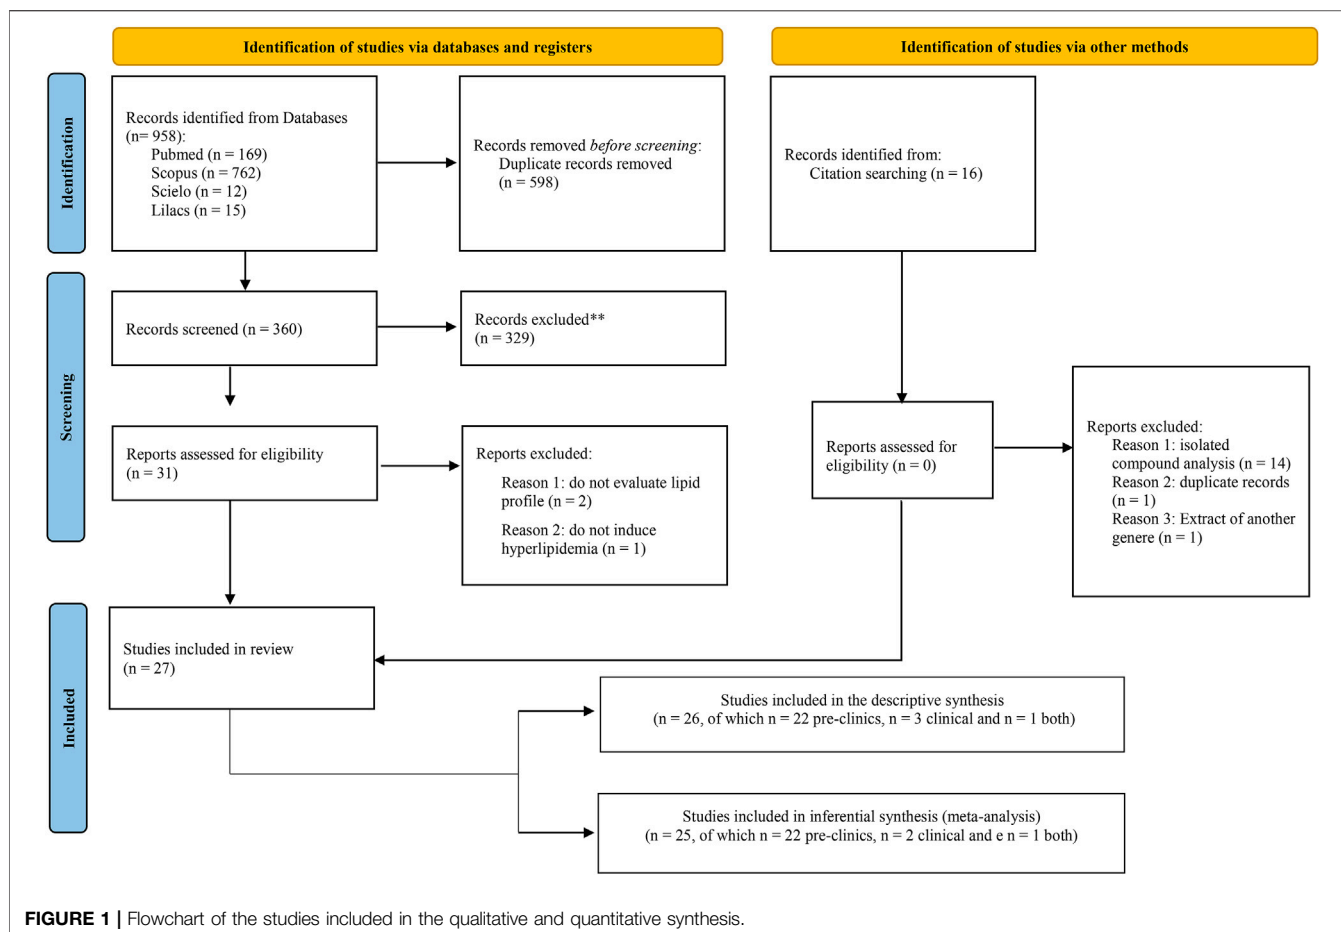 Identification of studies via databases and registers
Identification of studies via other methods
Identification
Records identified from Databases
(n= 958):
Pubmed (n = 169)
Scopus (n = 762)
Scielo (n = 12)
Lilacs (n = 15)
Records removed before screening:
Duplicate records removed
(n = 598)
Records identified from:
Citation searching (n = 16)
Screening
Records screened (n = 360)
Records excluded**
(n = 329)
Reports assessed for eligibility
(n = 31)
Reports excluded:
Reason 1: do not evaluate lipid
profile (n = 2)
Reason 2: do not induce
hyperlipidemia (n = 1)
Reports assessed for
eligibility (n = 0)
Reports excluded:
Reason 1: isolated
compound analysis (n = 14)
Reason 2: duplicate records
(n = 1)
Reason 3: Extract of another
genere (n = 1)
Included
Studies included in review
(n = 27)
Studies included in the descriptive synthesis
(n = 26, of which n = 22 pre-clinics, n = 3 clinical and n = 1 both)
Studies included in inferential synthesis (meta-analysis)
(n = 25, of which n = 22 pre-clinics, n = 2 clinical and e n = 1 both)
FIGURE 1 | Flowchart of the studies included in the qualitative and quantitative synthesis.